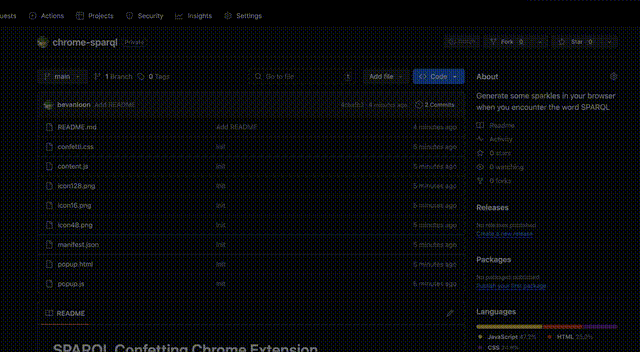 uests Actions Projects Security Insights Settings
chrome-sparql Private
Fork 0 Star 0
main 1 Branch 0 Tags Go to file t Add file Code
bevanloon Add README 4 minutes ago 2 Commits
README.md Add README 4 minutes ago
confetti.css Init 5 minutes ago
content.js Init 5 minutes ago
icon128.png Init 5 minutes ago
icon16.png Init 5 minutes ago
icon48.png Init 5 minutes ago
manifest.json Init 5 minutes ago
popup.html Init 5 minutes ago
popup.js Init 5 minutes ago
README
SPARQL Confetting Chrome Extension
About
Generate some sparkles in your browser
when you encounter the word SPARQL
Readme
Activity
0 stars
0 watching
0 forks
Releases
No releases published
Create a new release
Packages
No packages published
Publish your first package
Languages
JavaScript 47.2% HTML
CSS